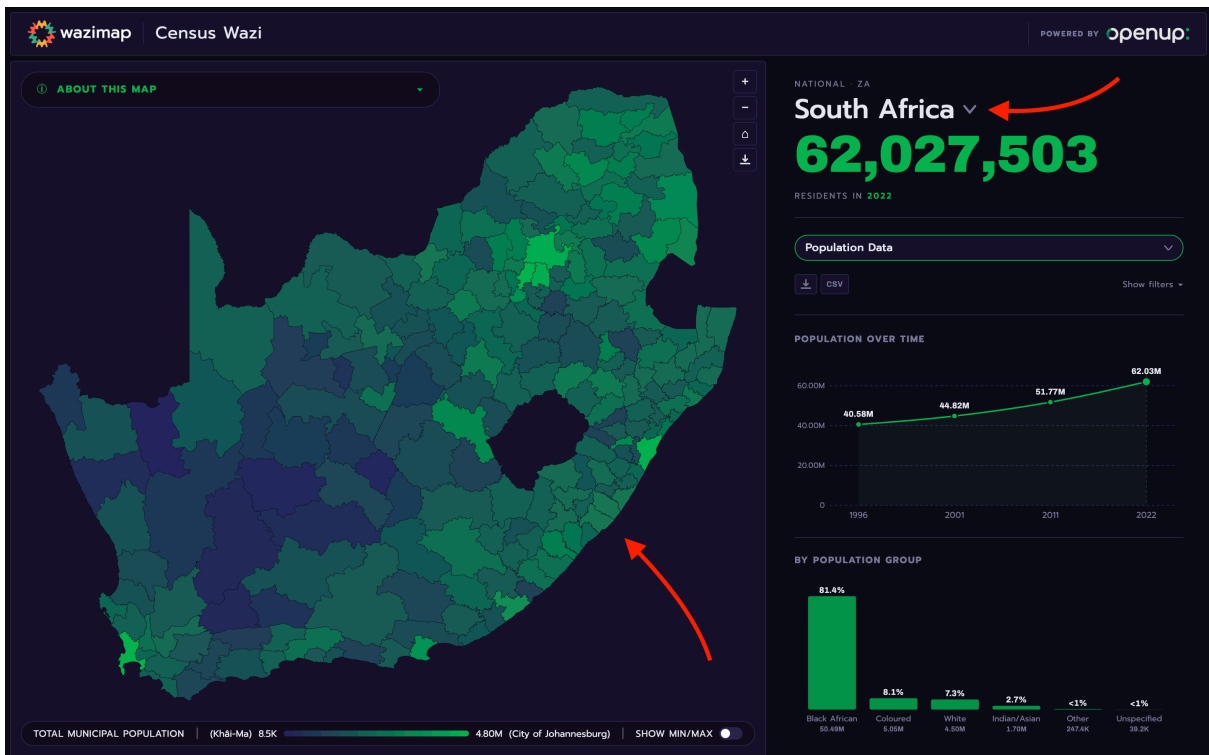 wazimap
Census Wazi
POWERED BY openup:
ABOUT THIS MAP
NATIONAL · ZA
South Africa
62,027,503
RESIDENTS IN 2022
Population Data
CSV
Show filters
POPULATION OVER TIME
60.00M
40.00M
20.00M
0
40.58M
44.82M
51.77M
62.03M
1996 2001 2011 2022
BY POPULATION GROUP
81.4% 8.1% 7.3% 2.7% <1% <1%
Black African Coloured White Indian/Asian Other Unspecified
50.49M 5.05M 4.50M 1.70M 247.4K 39.2K
TOTAL MUNICIPAL POPULATION | (Khâi-Ma) 8.5K 4.80M (City of Johannesburg) | SHOW MIN/MAX